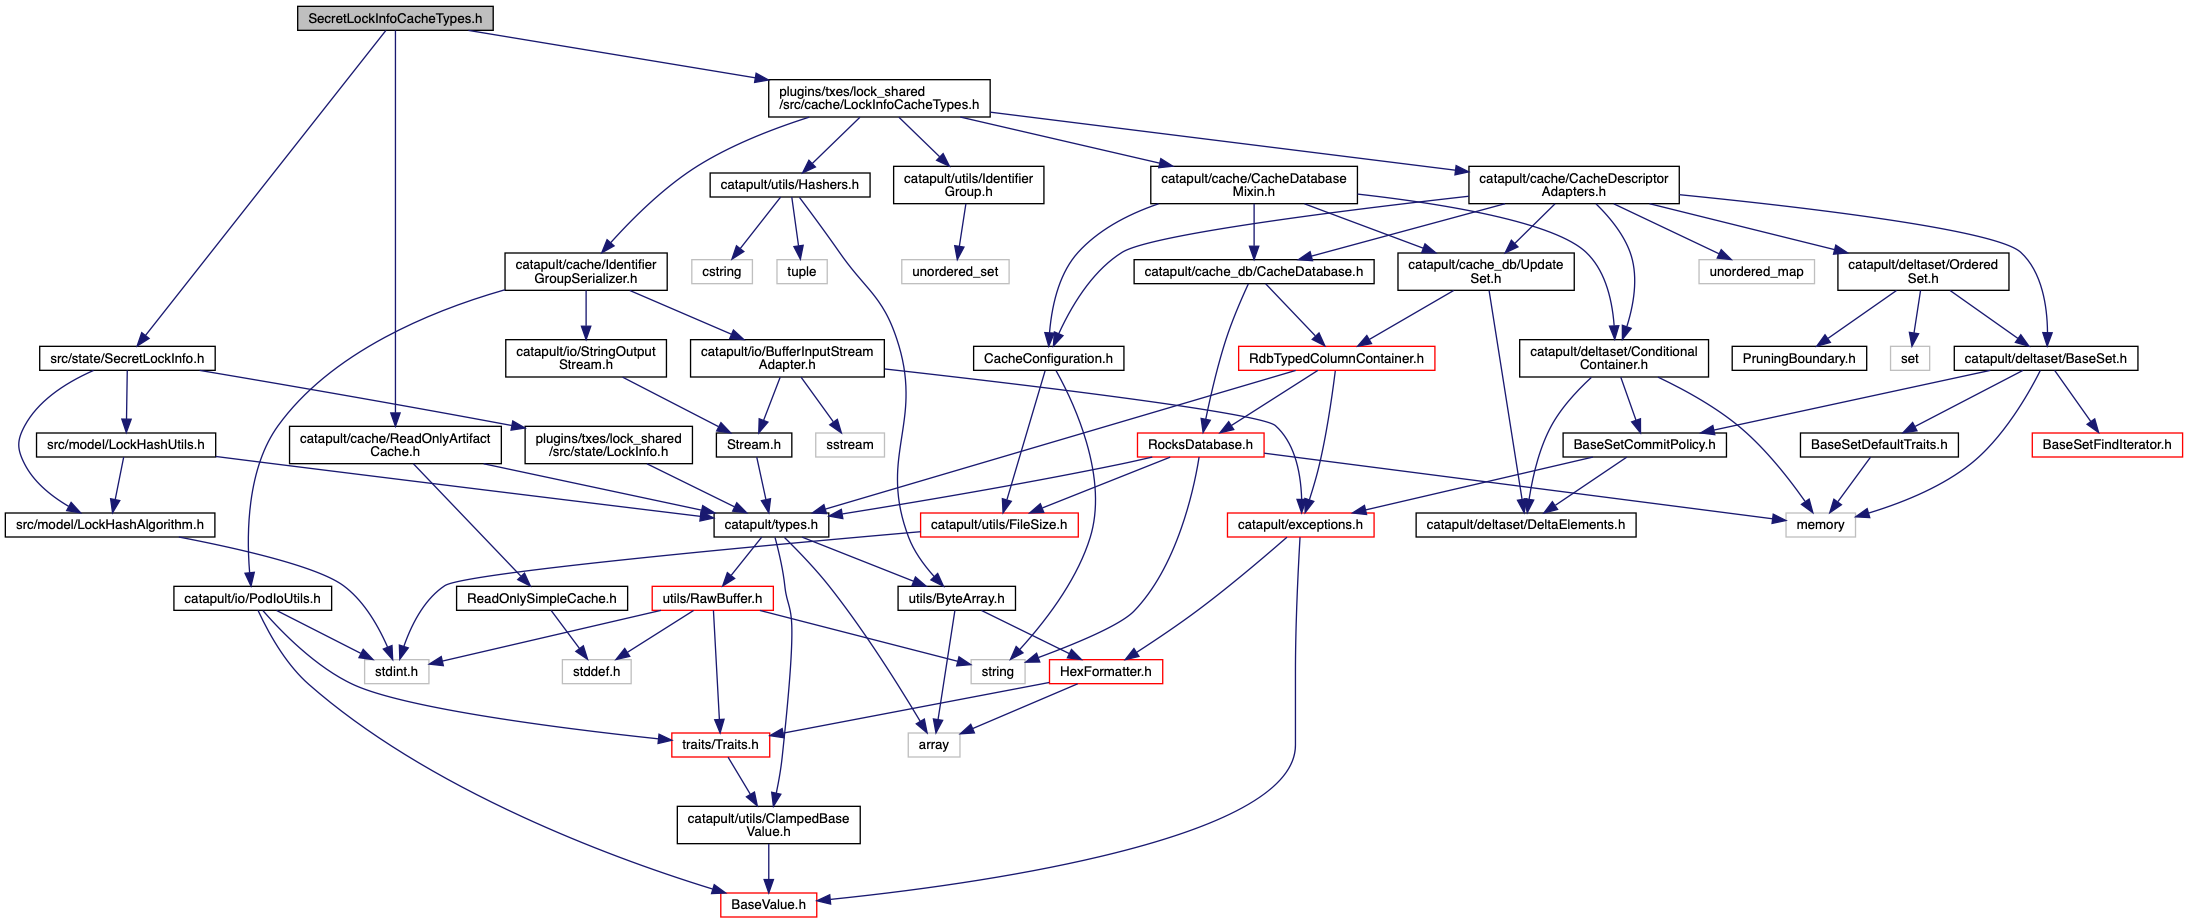 SecretLockInfoCacheTypes.h
plugins/txes/lock_shared
/src/cache/LockInfoCacheTypes.h
catapult/utils/Hashers.h
catapult/utils/Identifier
Group.h
catapult/cache/CacheDatabase
Mixin.h
catapult/cache/CacheDescriptor
Adapters.h
catapult/cache/Identifier
GroupSerializer.h
cstring
tuple
unordered_set
catapult/cache_db/CacheDatabase.h
catapult/cache_db/Update
Set.h
unordered_map
catapult/deltaset/Ordered
Set.h
src/state/SecretLockInfo.h
catapult/io/StringOutput
Stream.h
catapult/io/BufferInputStream
Adapter.h
CacheConfiguration.h
RdbTypedColumnContainer.h
catapult/deltaset/Conditional
Container.h
PruningBoundary.h
set
catapult/deltaset/BaseSet.h
src/model/LockHashUtils.h
catapult/cache/ReadOnlyArtifact
Cache.h
plugins/txes/lock_shared
/src/state/LockInfo.h
Stream.h
sstream
RocksDatabase.h
BaseSetCommitPolicy.h
BaseSetDefaultTraits.h
BaseSetFindIterator.h
src/model/LockHashAlgorithm.h
catapult/types.h
catapult/utils/FileSize.h
catapult/exceptions.h
catapult/deltaset/DeltaElements.h
memory
catapult/io/PodIoUtils.h
ReadOnlySimpleCache.h
utils/RawBuffer.h
utils/ByteArray.h
stdint.h
stddef.h
string
HexFormatter.h
traits/Traits.h
array
catapult/utils/ClampedBase
Value.h
BaseValue.h